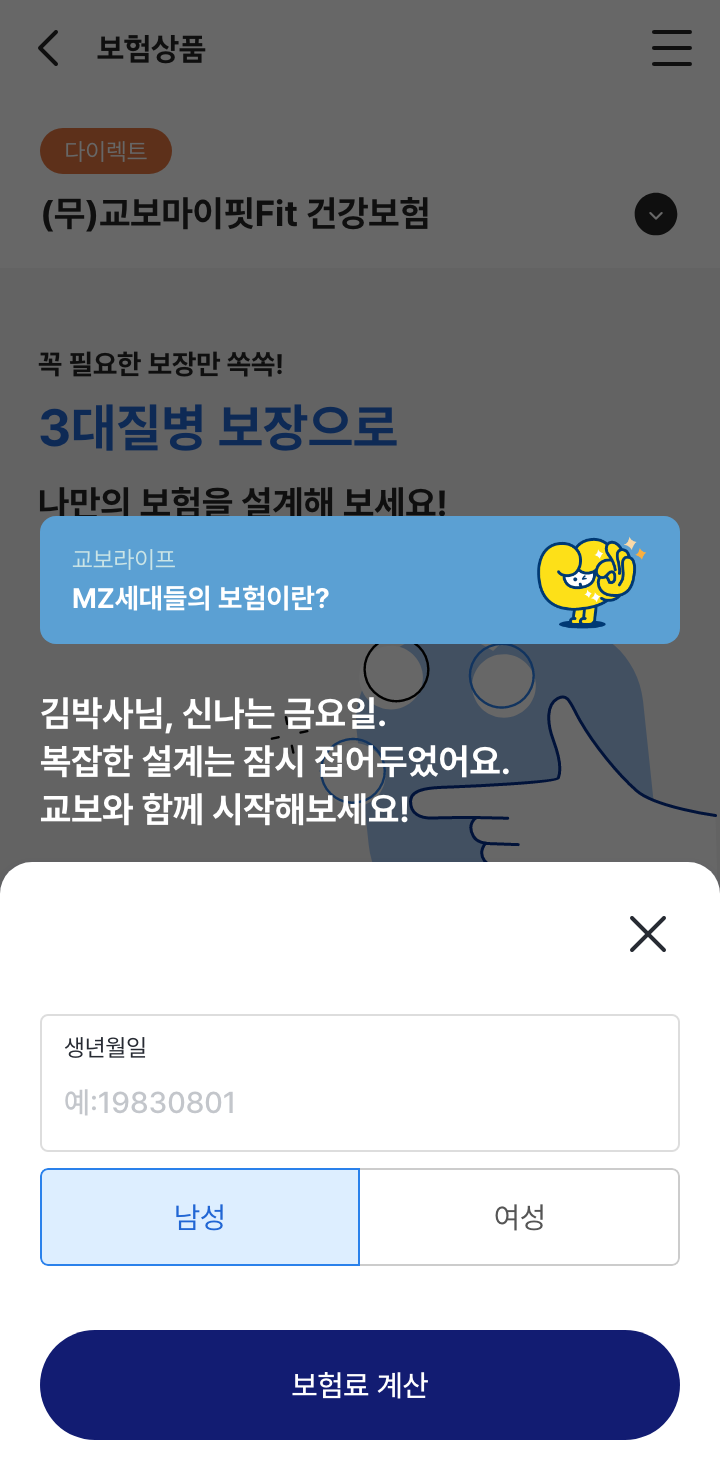 보험상품
다이렉트
(무)교보마이핏Fit 건강보험
꼭 필요한 보장만 쏙쏙!
3대질병 보장으로
나만의 보험을 설계해 보세요!
교보라이프
MZ세대들의 보험이란?
김박사님, 신나는 금요일.
복잡한 설계는 잠시 접어두었어요.
교보와 함께 시작해보세요!
생년월일
예:19830801
남성
여성
보험료 계산